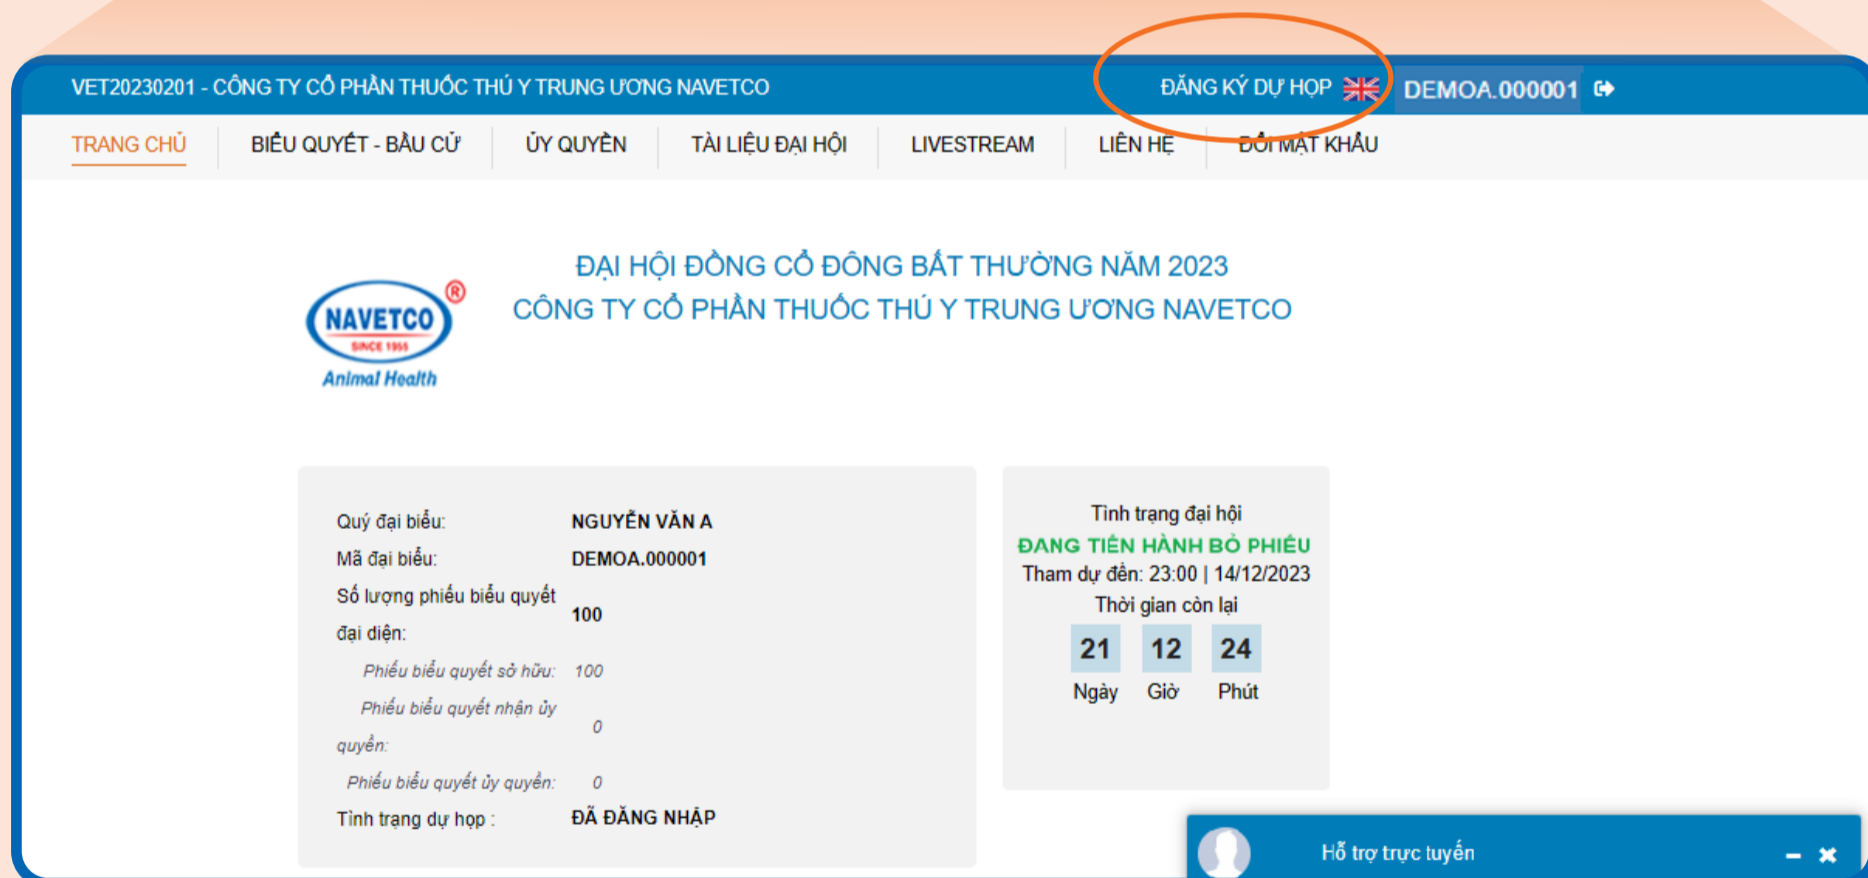 VET20230201 - CÔNG TY CỔ PHẦN THUỐC THÚ Y TRUNG ƯƠNG NAVETCO
ĐĂNG KÝ DỰ HỌP DEMOA.000001
TRANG CHỦ BIỂU QUYẾT - BẦU CỬ ỦY QUYỀN TÀI LIỆU ĐẠI HỘI LIVESTREAM LIÊN HỆ ĐỔI MẬT KHẨU
ĐẠI HỘI ĐỒNG CỔ ĐÔNG BẤT THƯỜNG NĂM 2023
CÔNG TY CỔ PHẦN THUỐC THÚ Y TRUNG ƯƠNG NAVETCO
NAVETCO ®
SINCE 1955
Animal Health
Quý đại biểu: NGUYỄN VĂN A
Mã đại biểu: DEMOA.000001
Số lượng phiếu biểu quyết
đại diện: 100
Phiếu biểu quyết sở hữu: 100
Phiếu biểu quyết nhận ủy
quyền: 0
Phiếu biểu quyết ủy quyền: 0
Tình trạng dự họp : ĐÃ ĐĂNG NHẬP
Tình trạng đại hội
ĐANG TIẾN HÀNH BỎ PHIẾU
Tham dự đến: 23:00 | 14/12/2023
Thời gian còn lại
21 12 24
Ngày Giờ Phút
Hỗ trợ trực tuyến